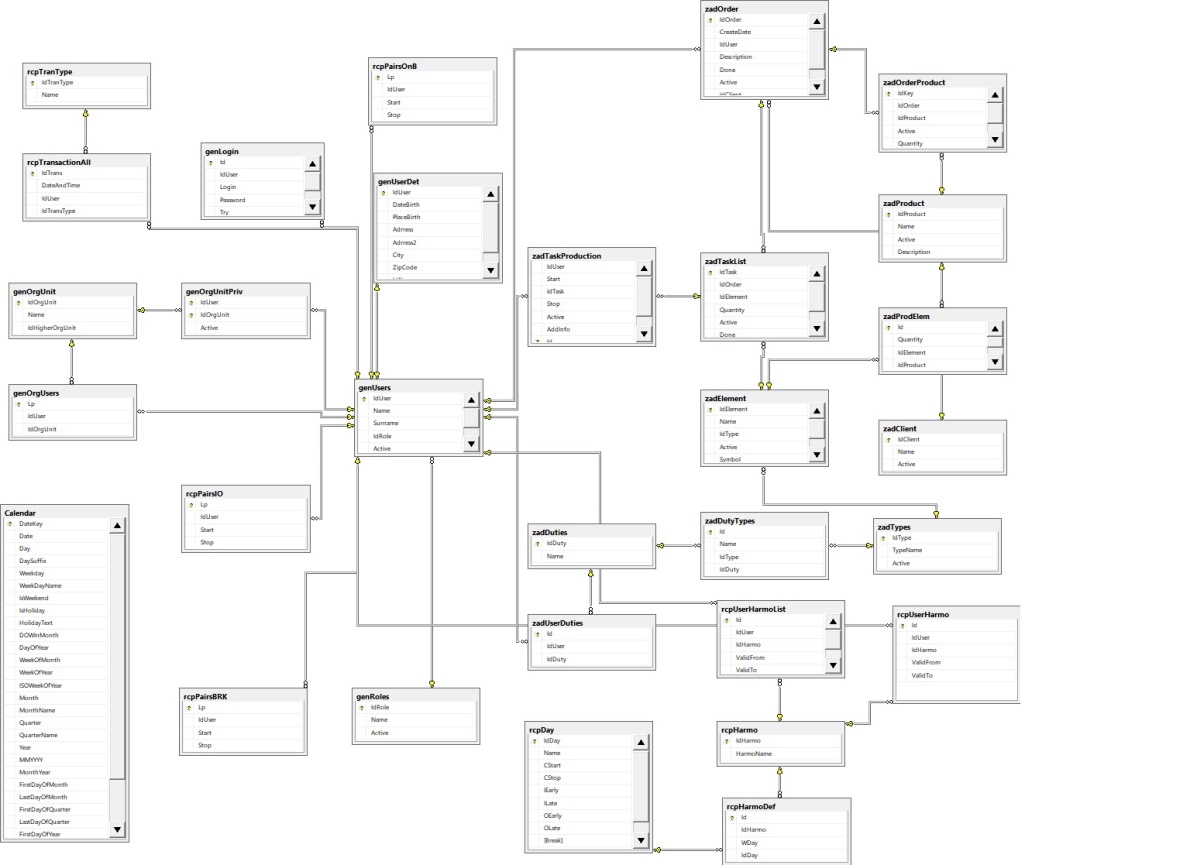 zadOrder
IdOrder
CreateDate
IdUser
Description
Done
Active
IdClient
rcpTranType
IdTranType
Name
rcpPairsOnB
Lp
IdUser
Start
Stop
zadOrderProduct
IdKey
IdOrder
IdProduct
Active
Quantity
genLogin
Id
IdUser
Login
Password
Try
rcpTransactionAll
IdTrans
DateAndTime
IdUser
IdTransType
genUserDet
IdUser
DateBirth
PlaceBirth
Adress
Adress2
City
ZipCode
zadProduct
IdProduct
Name
Active
Description
zadTaskProduction
IdUser
Start
IdTask
Stop
Active
AddInfo
Id
zadTaskList
IdTask
IdOrder
IdElement
Quantity
Active
Done
genOrgUnit
IdOrgUnit
Name
IdHigherOrgUnit
genOrgUnitPriv
IdUser
IdOrgUnit
Active
zadProdElem
Id
Quantity
IdElement
IdProduct
genOrgUsers
Lp
IdUser
IdOrgUnit
genUsers
IdUser
Name
Surname
IdRole
Active
zadElement
IdElement
Name
IdType
Active
Symbol
zadClient
IdClient
Name
Active
rcpPairsIO
Lp
IdUser
Start
Stop
Calendar
DateKey
Date
Day
DaySuffix
Weekday
WeekDayName
IsWeekend
IsHoliday
HolidayText
DOWInMonth
DayOfYear
WeekOfMonth
WeekOfYear
ISOWeekOfYear
Month
MonthName
Quarter
QuarterName
Year
MMYYYY
MonthYear
FirstDayOfMonth
LastDayOfMonth
FirstDayOfQuarter
LastDayOfQuarter
FirstDayOfYear
zadDuties
IdDuty
Name
zadDutyTypes
Id
Name
IdType
IdDuty
zadTypes
IdType
TypeName
Active
zadUserDuties
Id
IdUser
IdDuty
rcpUserHarmoList
Id
IdUser
IdHarmo
ValidFrom
ValidTo
rcpUserHarmo
Id
IdUser
IdHarmo
ValidFrom
ValidTo
rcpPairsBRK
Lp
IdUser
Start
Stop
genRoles
IdRole
Name
Active
rcpDay
IdDay
Name
CStart
CStop
IEarly
ILate
OEarly
OLate
[Break]
rcpHarmo
IdHarmo
HarmoName
rcpHarmoDef
Id
IdHarmo
WDay
IdDay